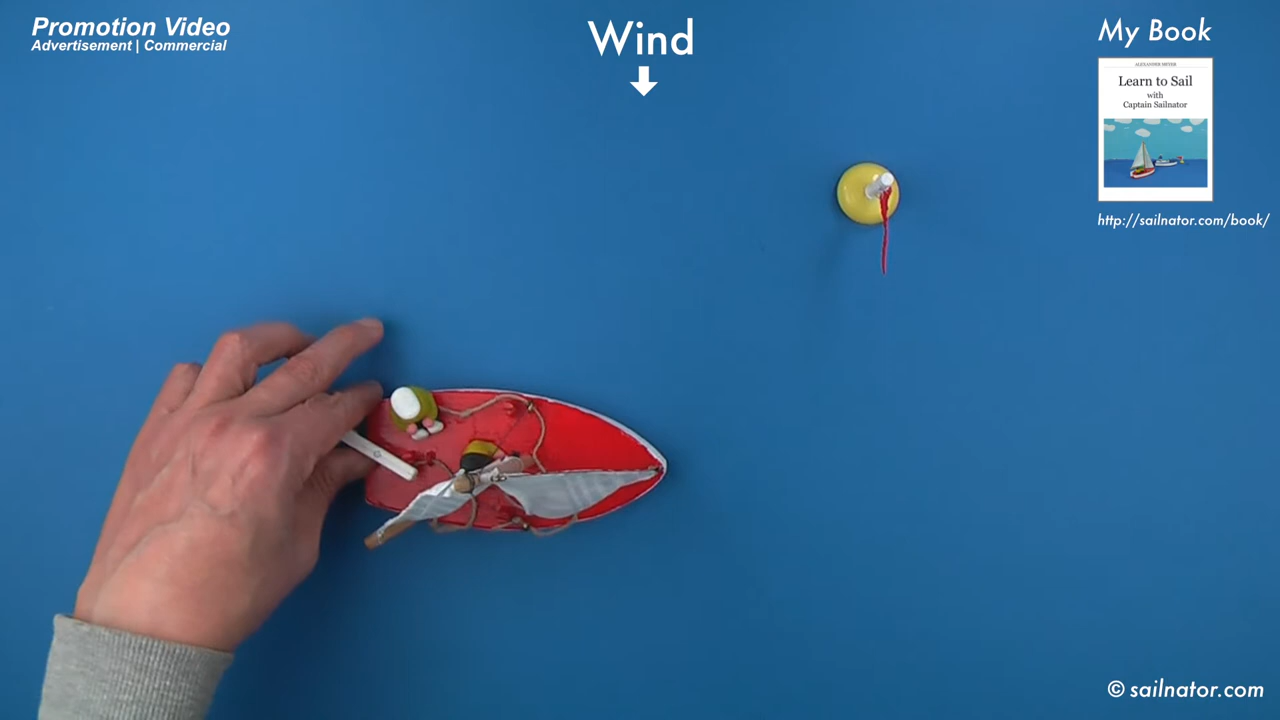 Promotion Video
Advertisement | Commercial
Wind
My Book
ALEXANDER MEYER
Learn to Sail
with
Captain Sailnator
http://sailnator.com/book/
© sailnator.com